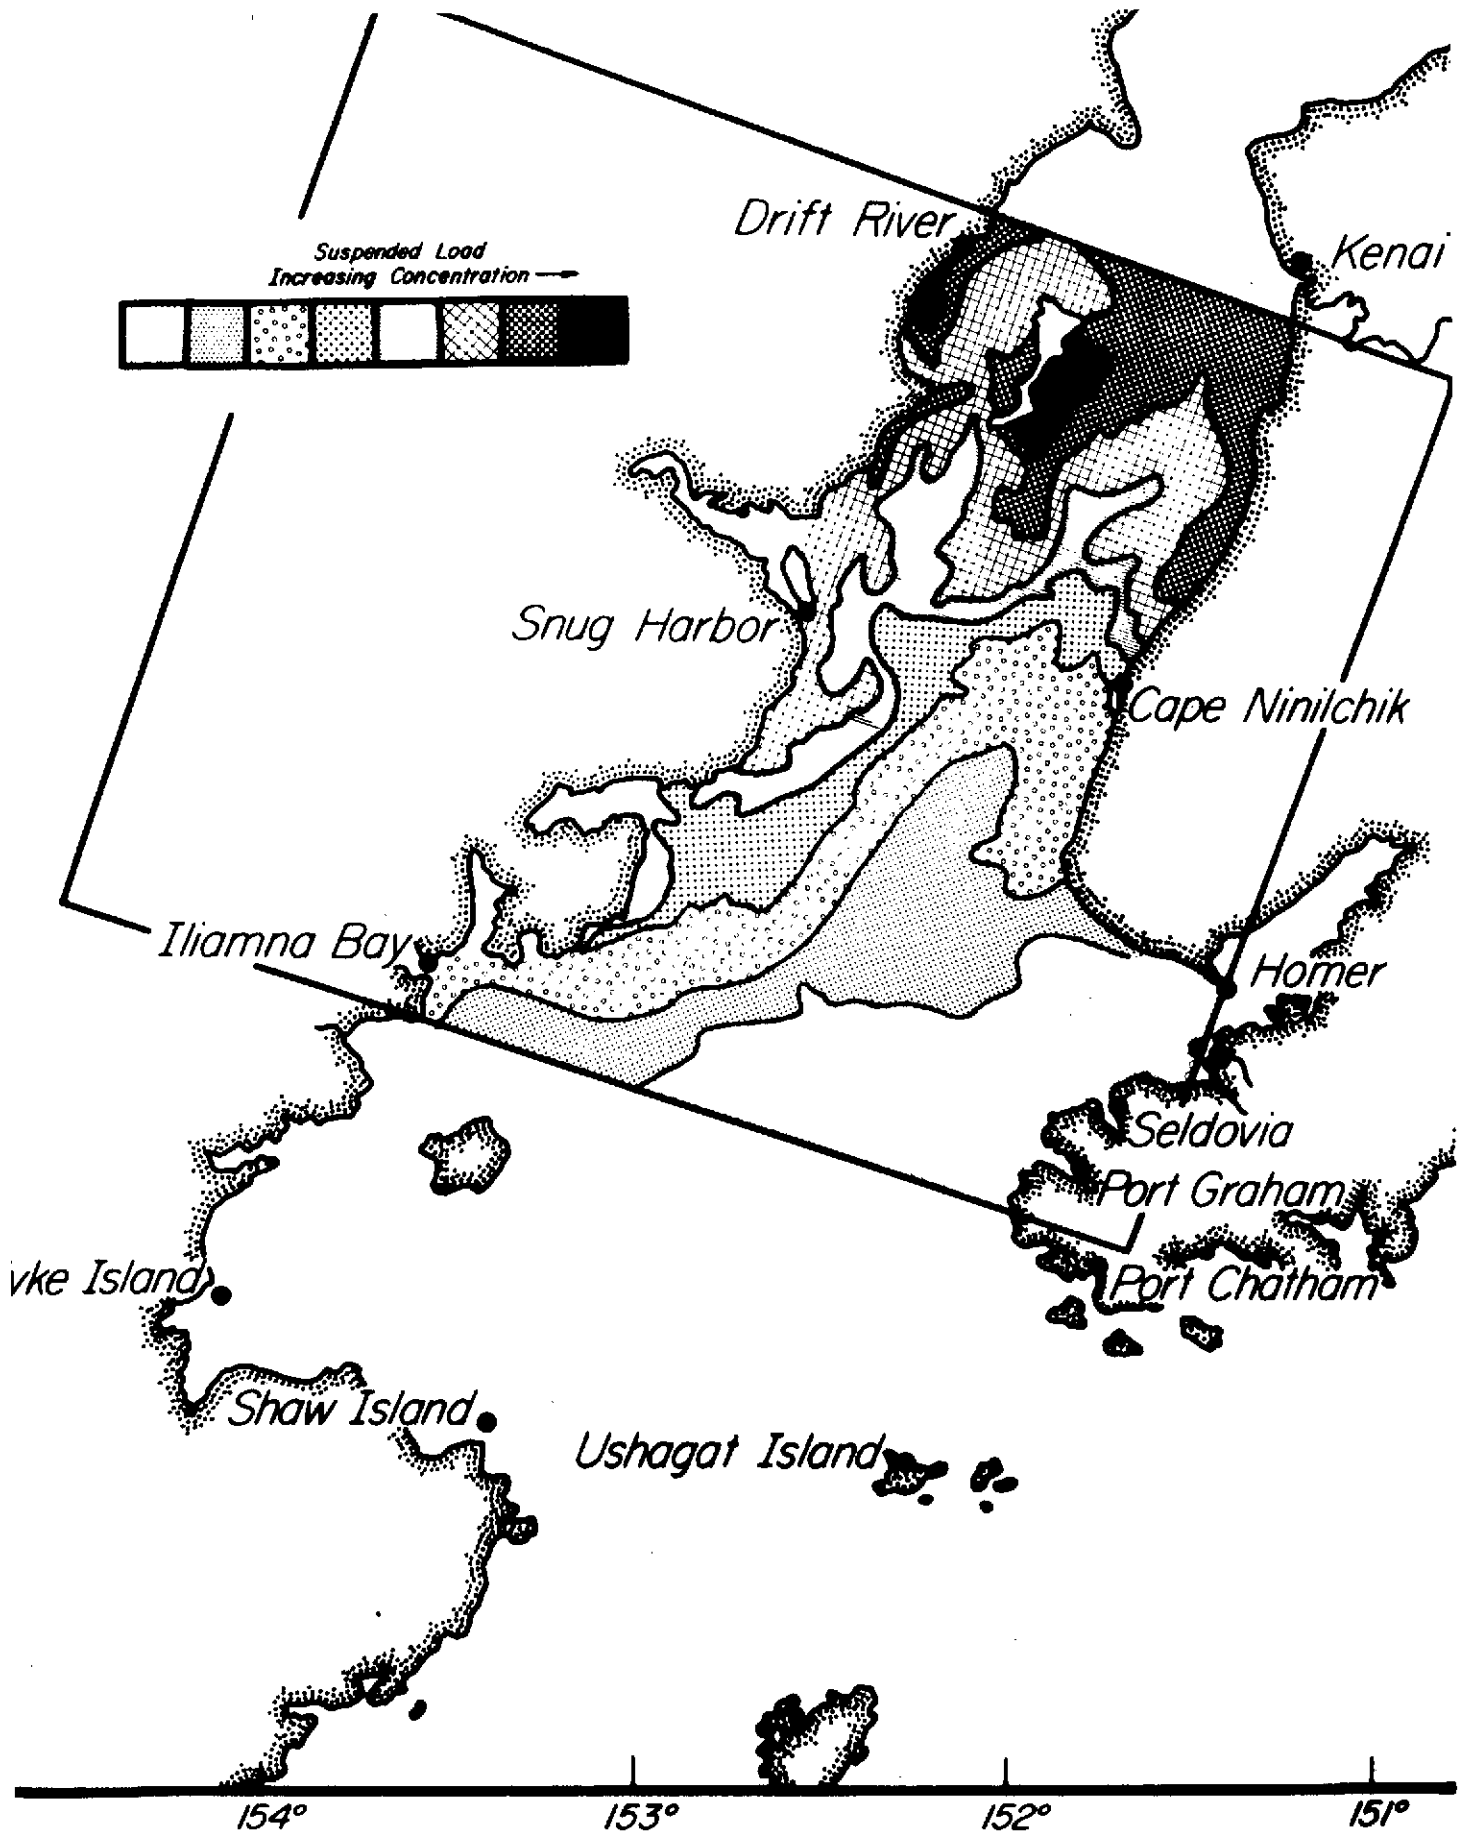 Drift River
Kenai
Suspended Load
Increasing Concentration
Snug Harbor
Cape Ninilchik
Iliamna Bay
Homer
Seldovia
Port Graham
vke Island
Port Chatham
Shaw Island
Ushagat Island
154° 153° 152° 151°